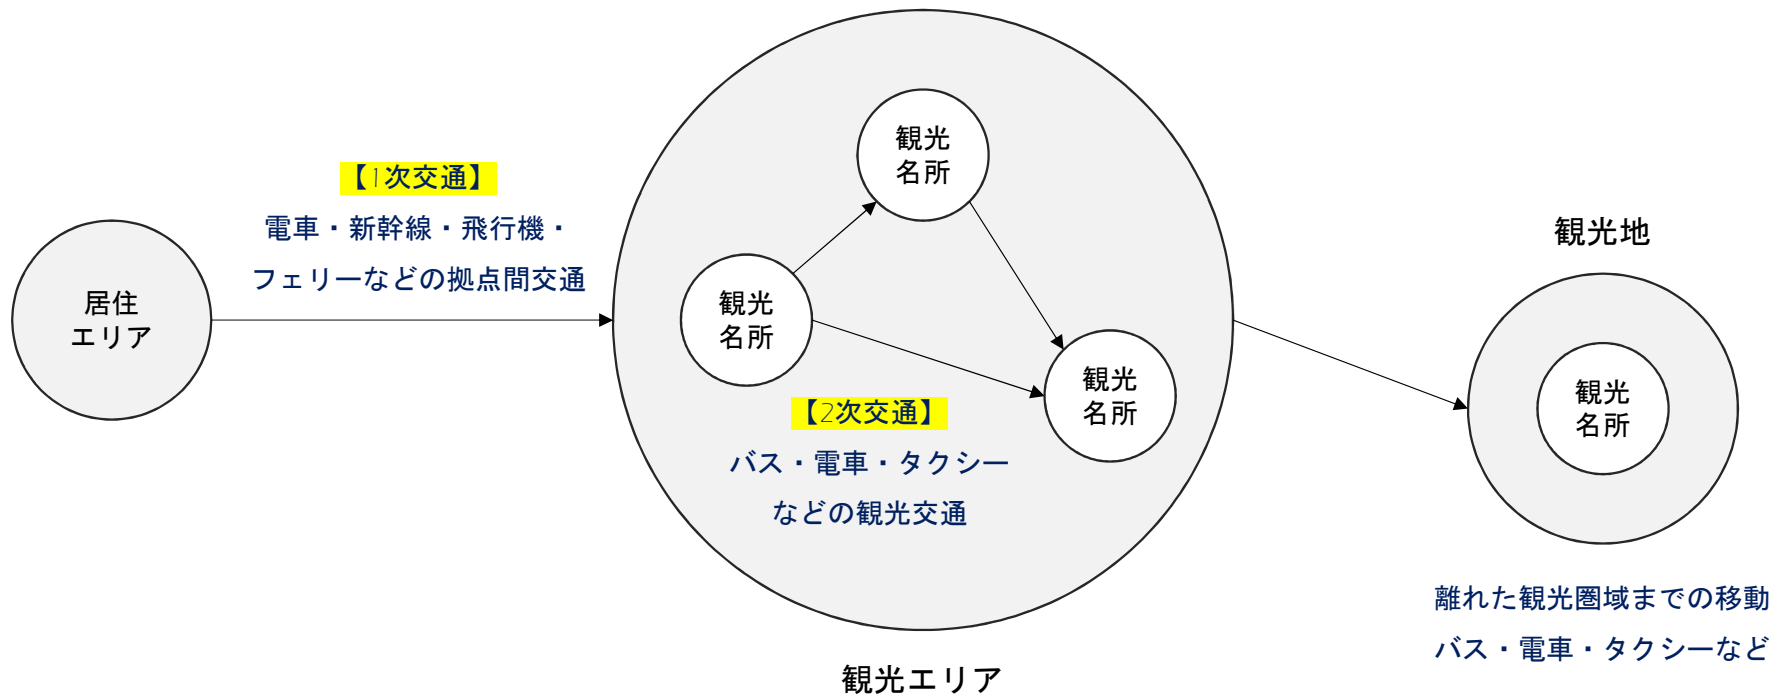 居住
エリア
【1次交通】
電車・新幹線・飛行機・
フェリーなどの拠点間交通
観光
名所
観光
名所
観光
名所
【2次交通】
バス・電車・タクシー
などの観光交通
観光エリア
観光地
観光
名所
離れた観光圏域までの移動
バス・電車・タクシーなど